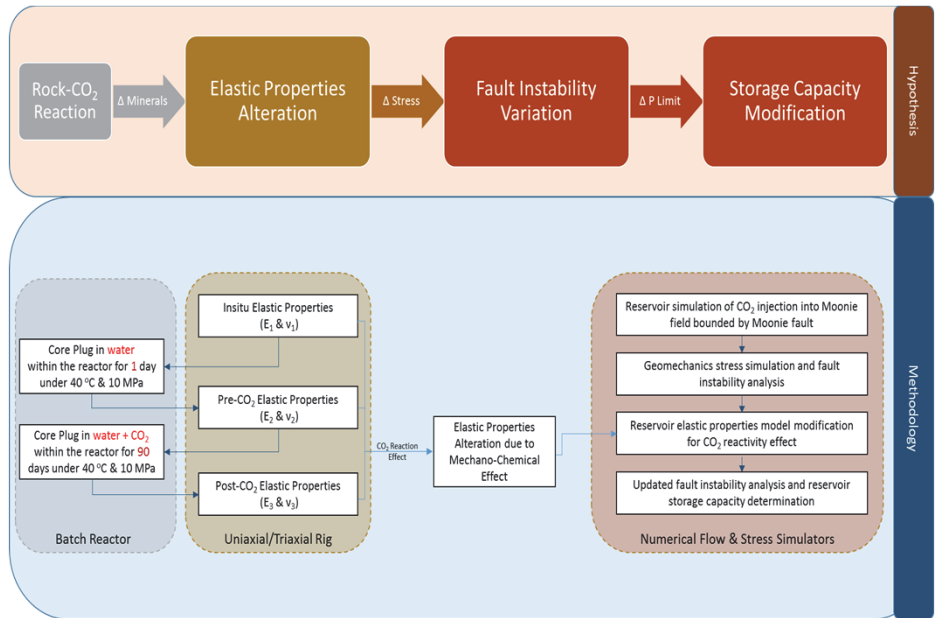 Rock-CO₂
Reaction
Δ Minerals
Elastic Properties
Alteration
Δ Stress
Fault Instability
Variation
Δ P Limit
Storage Capacity
Modification
Hypothesis
Insitu Elastic Properties
(E₁ & ν₁)
Core Plug in water
within the reactor for 1 day
under 40 °C & 10 MPa
Pre-CO₂ Elastic Properties
(E₂ & ν₂)
Core Plug in water + CO₂
within the reactor for 90
days under 40 °C & 10 MPa
Post-CO₂ Elastic Properties
(E₃ & ν₃)
Batch Reactor
Uniaxial/Triaxial Rig
CO₂ Reaction
Effect
Elastic Properties
Alteration due to
Mechano-Chemical
Effect
Reservoir simulation of CO₂ injection into Moonie
field bounded by Moonie fault
Geomechanics stress simulation and fault
instability analysis
Reservoir elastic properties model modification
for CO₂ reactivity effect
Updated fault instability analysis and reservoir
storage capacity determination
Numerical Flow & Stress Simulators
Methodology